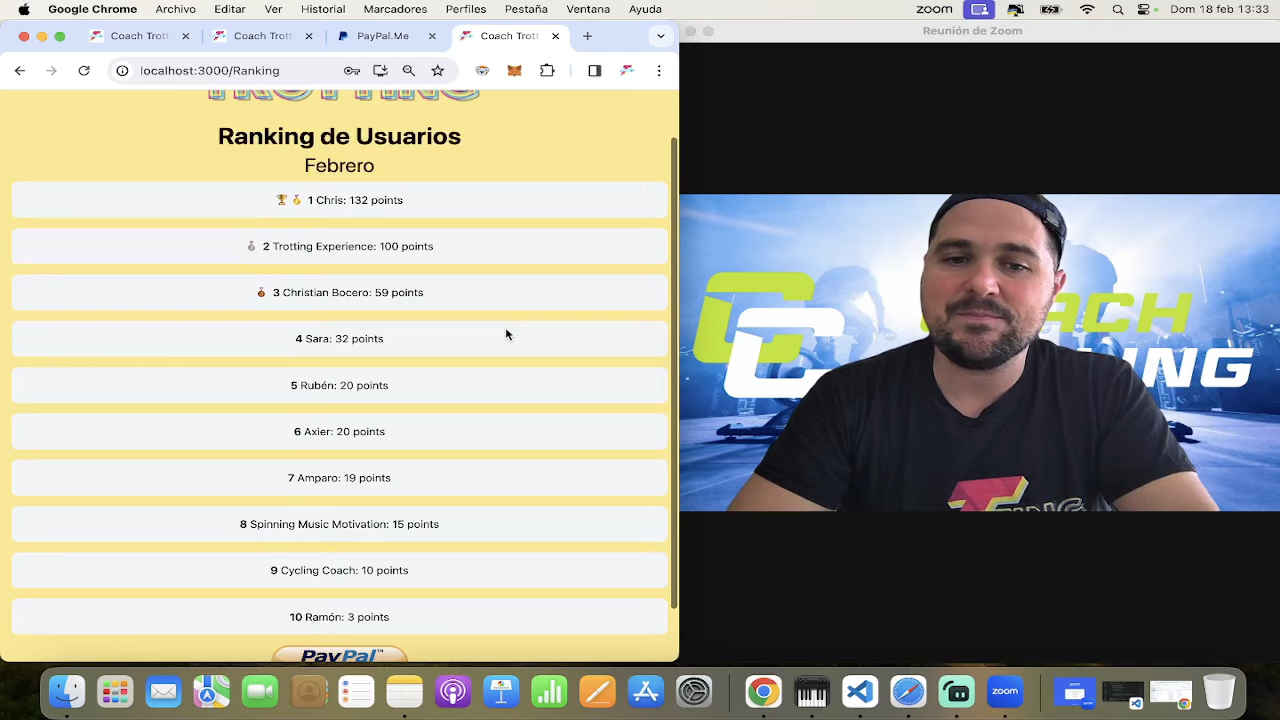 Google Chrome Archivo Editar Ver Historial Marcadores Perfiles Pestaña Ventana Ayuda zoom Dom 18 feb 13:33
Coach Trott Coach Trott PayPal.Me Coach Trott
Reunión de Zoom
localhost:3000/Ranking
TROTTING
Ranking de Usuarios
Febrero
1 Chris: 132 points
2 Trotting Experience: 100 points
3 Christian Bocero: 59 points
4 Sara: 32 points
5 Rubén: 20 points
6 Axier: 20 points
7 Amparo: 19 points
8 Spinning Music Motivation: 15 points
9 Cycling Coach: 10 points
10 Ramón: 3 points
PayPal™
zoom